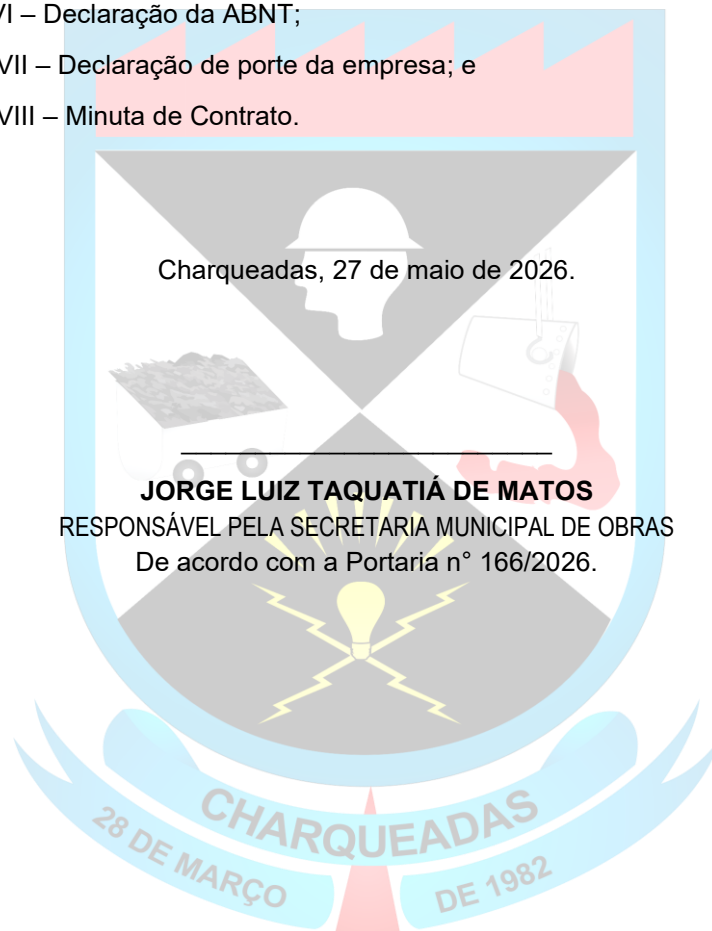 VI – Declaração da ABNT;
VII – Declaração de porte da empresa; e
VIII – Minuta de Contrato.
Charqueadas, 27 de maio de 2026.
JORGE LUIZ TAQUATIÁ DE MATOS
RESPONSÁVEL PELA SECRETARIA MUNICIPAL DE OBRAS
De acordo com a Portaria n° 166/2026.
CHARQUEADAS
28 DE MARÇO DE 1982